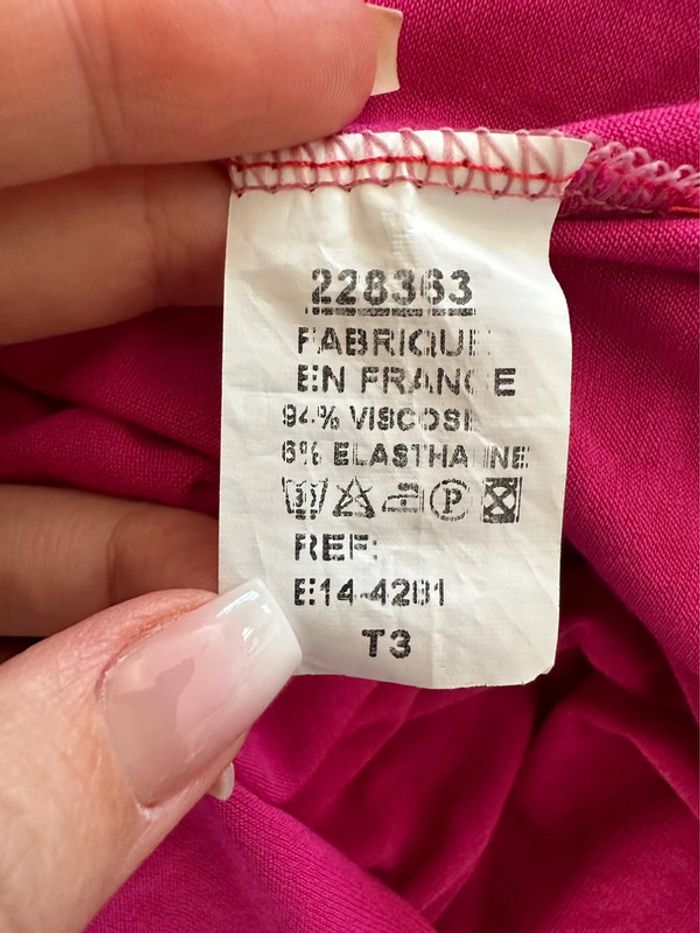 228363
FABRIQUE
EN FRANCE
94% VISCOSE
6% ELASTHANNE
P
REF:
E14-4281
T3